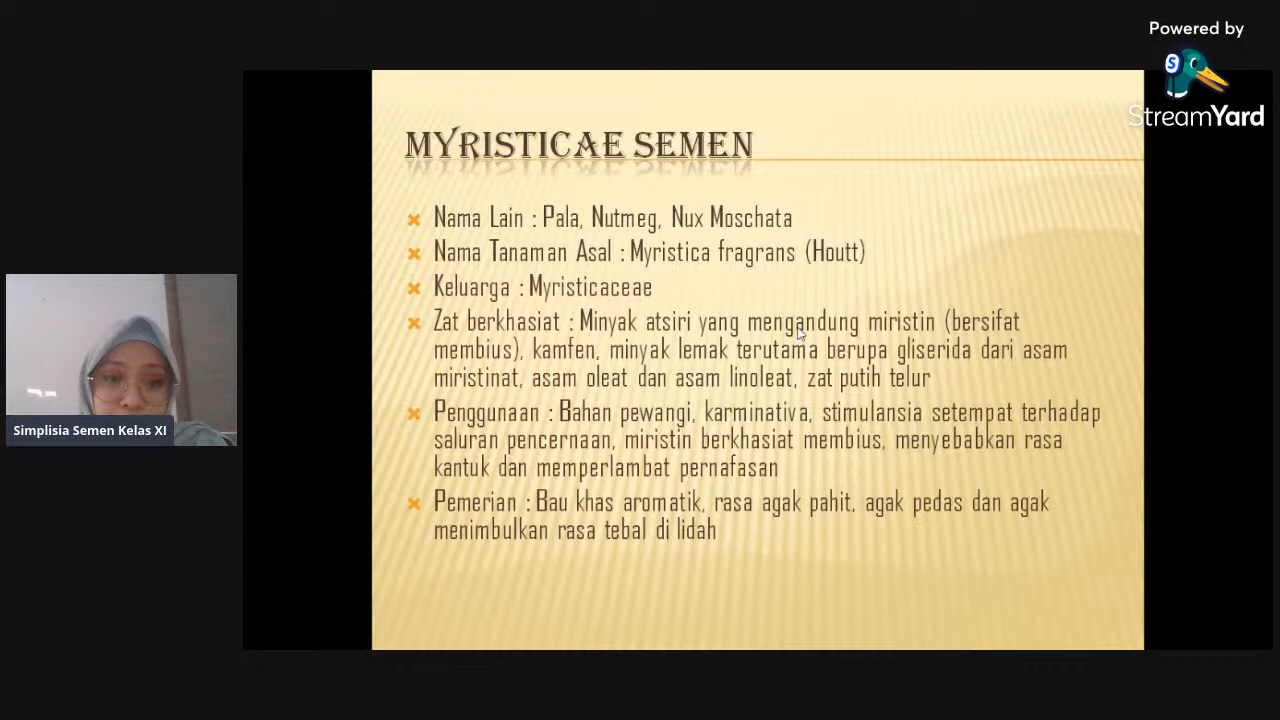 Powered by
StreamYard
MYRISTICAE SEMEN
Nama Lain : Pala, Nutmeg, Nux Moschata
Nama Tanaman Asal : Myristica fragrans (Houtt)
Keluarga : Myristicaceae
Zat berkhasiat : Minyak atsiri yang mengandung miristin (bersifat
membius), kamfen, minyak lemak terutama berupa gliserida dari asam
miristinat, asam oleat dan asam linoleat, zat putih telur
Penggunaan : Bahan pewangi, karminativa, stimulansia setempat terhadap
saluran pencernaan, miristin berkhasiat membius, menyebabkan rasa
kantuk dan memperlambat pernafasan
Pemerian : Bau khas aromatik, rasa agak pahit, agak pedas dan agak
menimbulkan rasa tebal di lidah
Simplisia Semen Kelas XI